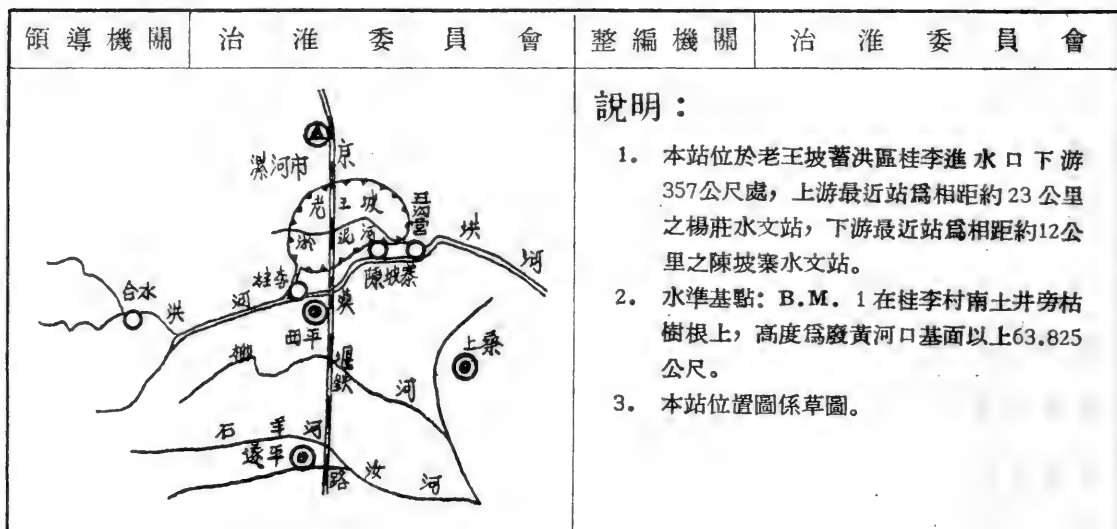 領導機關 治淮委員會 整編機關 治淮委員會
說明：
1. 本站位於老王坡蓄洪區桂李進水口下游
357公尺處，上游最近站爲相距約23公里
之楊莊水文站，下游最近站爲相距約12公
里之陳坡寨水文站。
2. 水準基點：B.M. 1在桂李村南土井旁枯
樹根上，高度爲廢黃河口基面以上63.825
公尺。
3. 本站位置圖係草圖。
京
漯河市
老王坡
淤泥河
洪
河
陳坡寨
桂李
合水
洪
河
西平
上蔡
柳
堰
河
鉄
石羊河
遂平
汝
河
路